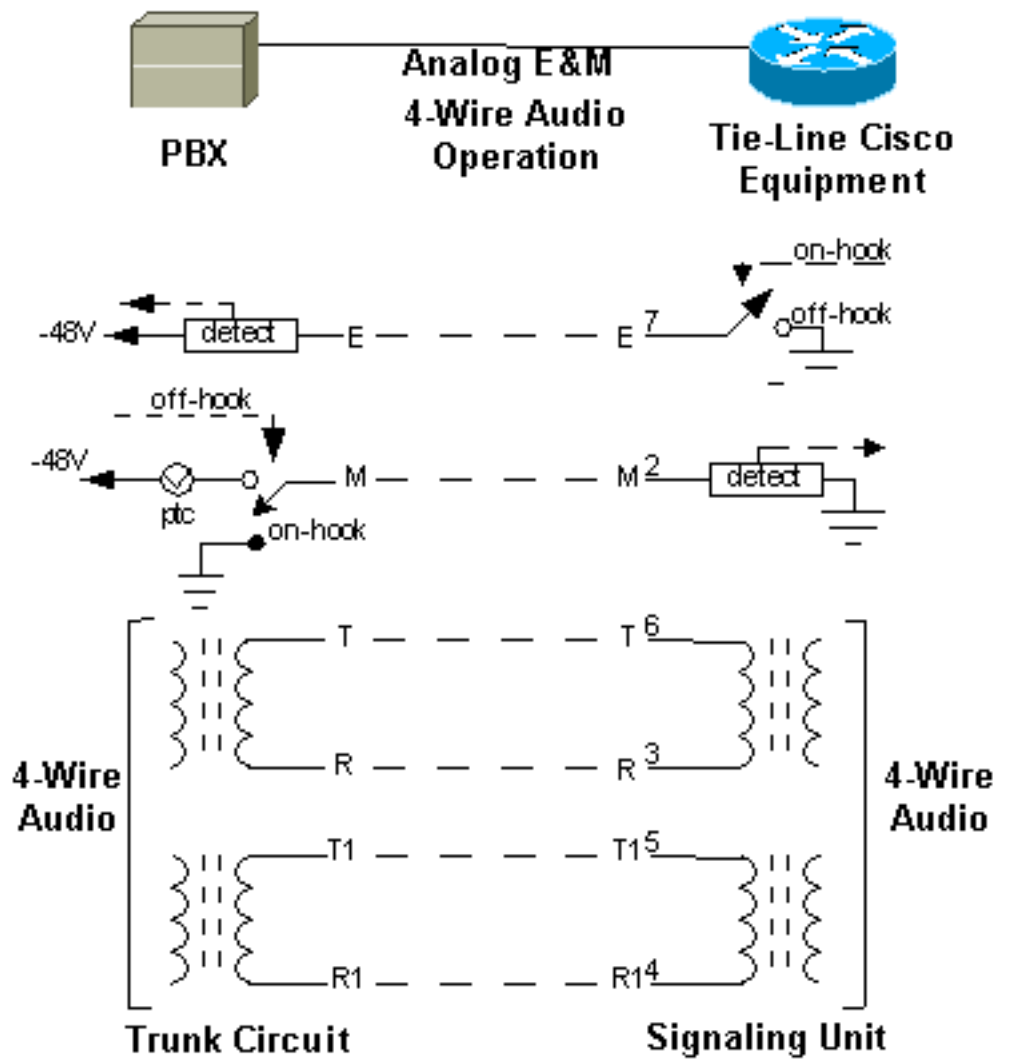 Analog E&M
4-Wire Audio
Operation
PBX
Tie-Line Cisco
Equipment
on-hook
-48V
detect
E
E
7
off-hook
off-hook
-48V
ptc
M
M
2
detect
on-hook
T
T
6
R
R
3
4-Wire
Audio
4-Wire
Audio
T1
T1
5
R1
R1
4
Trunk Circuit
Signaling Unit